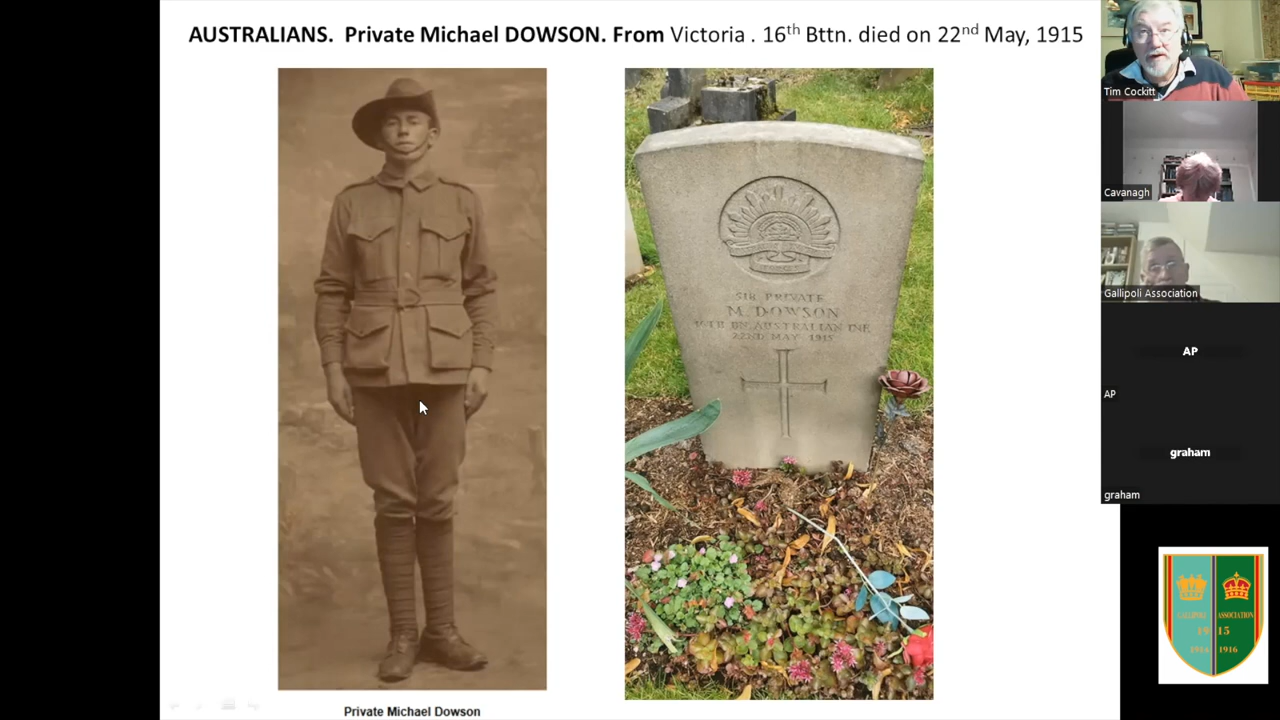 AUSTRALIANS. Private Michael DOWSON. From Victoria . 16th Bttn. died on 22nd May, 1915
PRIVATE
M. DOWSON
16TH BN. AUSTRALIAN INF.
22ND MAY 1915
Private Michael Dowson
Tim Cockitt
Cavanagh
Gallipoli Association
AP
AP
graham
graham
GALLIPOLI ASSOCIATION
19 15
1914 1916